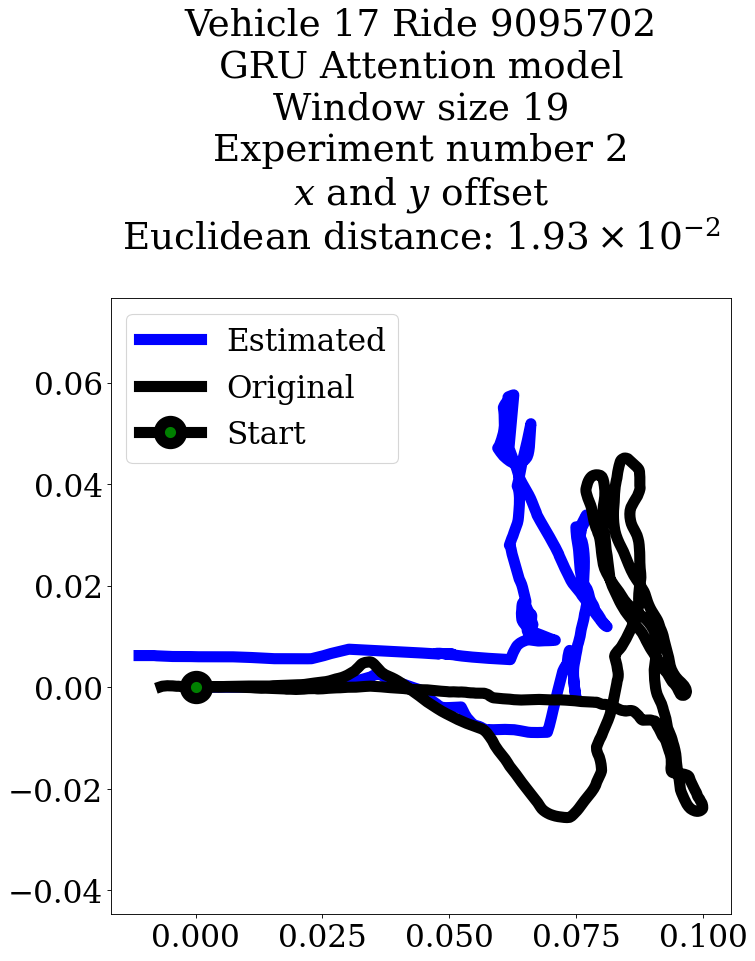 Vehicle 17 Ride 9095702
GRU Attention model
Window size 19
Experiment number 2
x and y offset
Euclidean distance: 1.93 × 10⁻²
Estimated
Original
Start
0.06
0.04
0.02
0.00
−0.02
−0.04
0.000 0.025 0.050 0.075 0.100